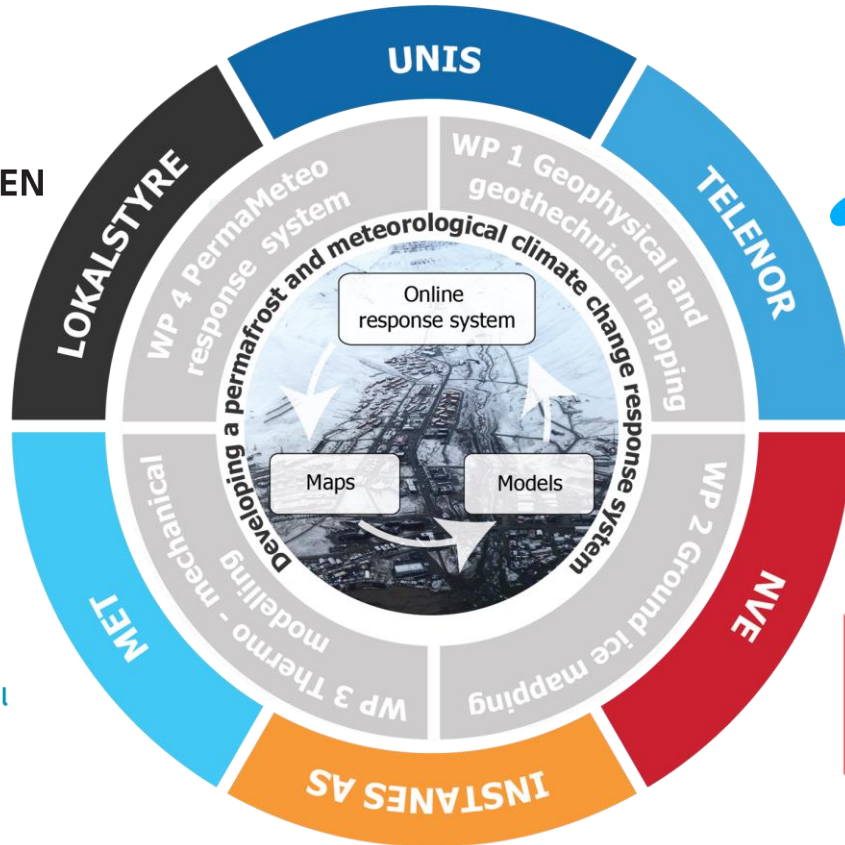 UNIS
TELENOR
NVE
INSTANES AS
MET
LOKALSTYRE
EN
l
WP 1 Geophysical and
geothechnical mapping
WP 2 Ground ice mapping
WP 3 Thermo - mechanical
modelling
WP 4 PermaMeteo
response system
Developing a permafrost and meteorological climate change response system
Online
response system
Maps
Models